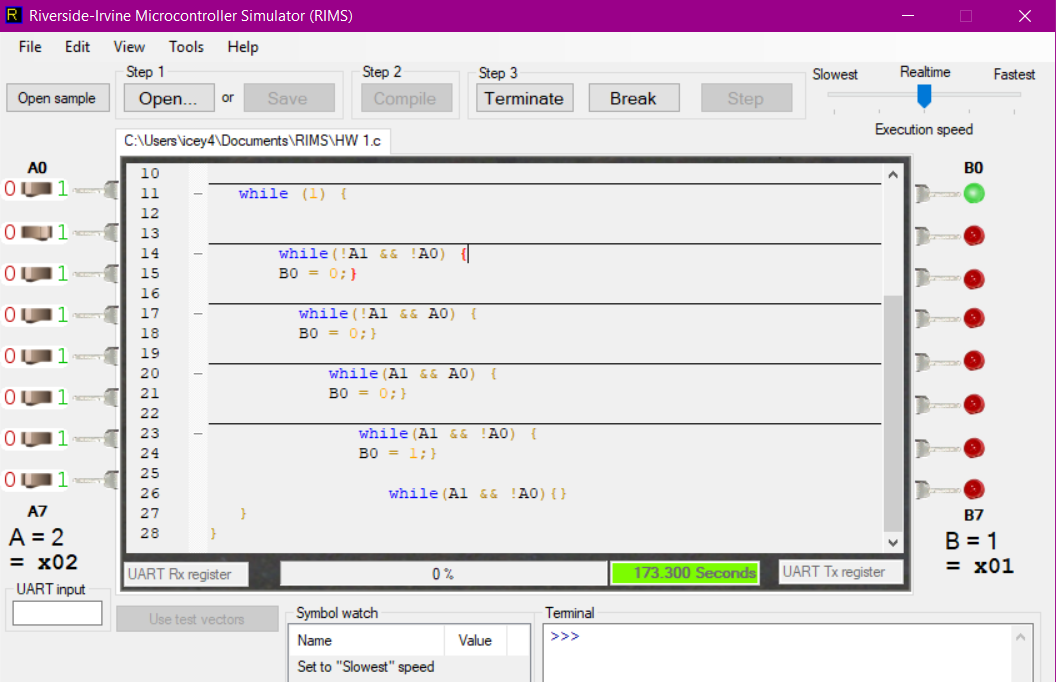 R Riverside-Irvine Microcontroller Simulator (RIMS)
File Edit View Tools Help
Step 1 Step 2 Step 3 Slowest Realtime Fastest
Open sample Open... or Save Compile Terminate Break Step
Execution speed
C:\Users\icey4\Documents\RIMS\HW 1.c
A0 B0
0 1
0 1
0 1
0 1
0 1
0 1
0 1
0 1
A7
A = 2
= x02
10
11 while (1) {
12
13
14 while(!A1 && !A0) {
15 B0 = 0;}
16
17 while(!A1 && A0) {
18 B0 = 0;}
19
20 while(A1 && A0) {
21 B0 = 0;}
22
23 while(A1 && !A0) {
24 B0 = 1;}
25
26 while(A1 && !A0){}
27 }
28 }
B7
B = 1
= x01
UART Rx register 0 % 173.300 Seconds UART Tx register
UART input
Use test vectors
Symbol watch
Name Value
Set to "Slowest" speed
Terminal
>>>